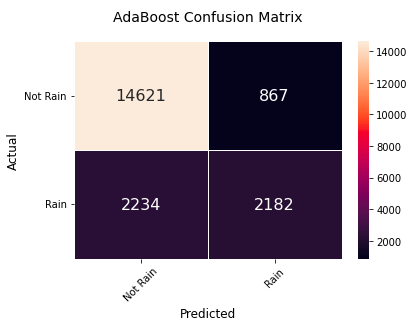 AdaBoost Confusion Matrix
Actual
Not Rain
14621
867
Rain
2234
2182
Not Rain
Rain
Predicted
14000
12000
10000
8000
6000
4000
2000